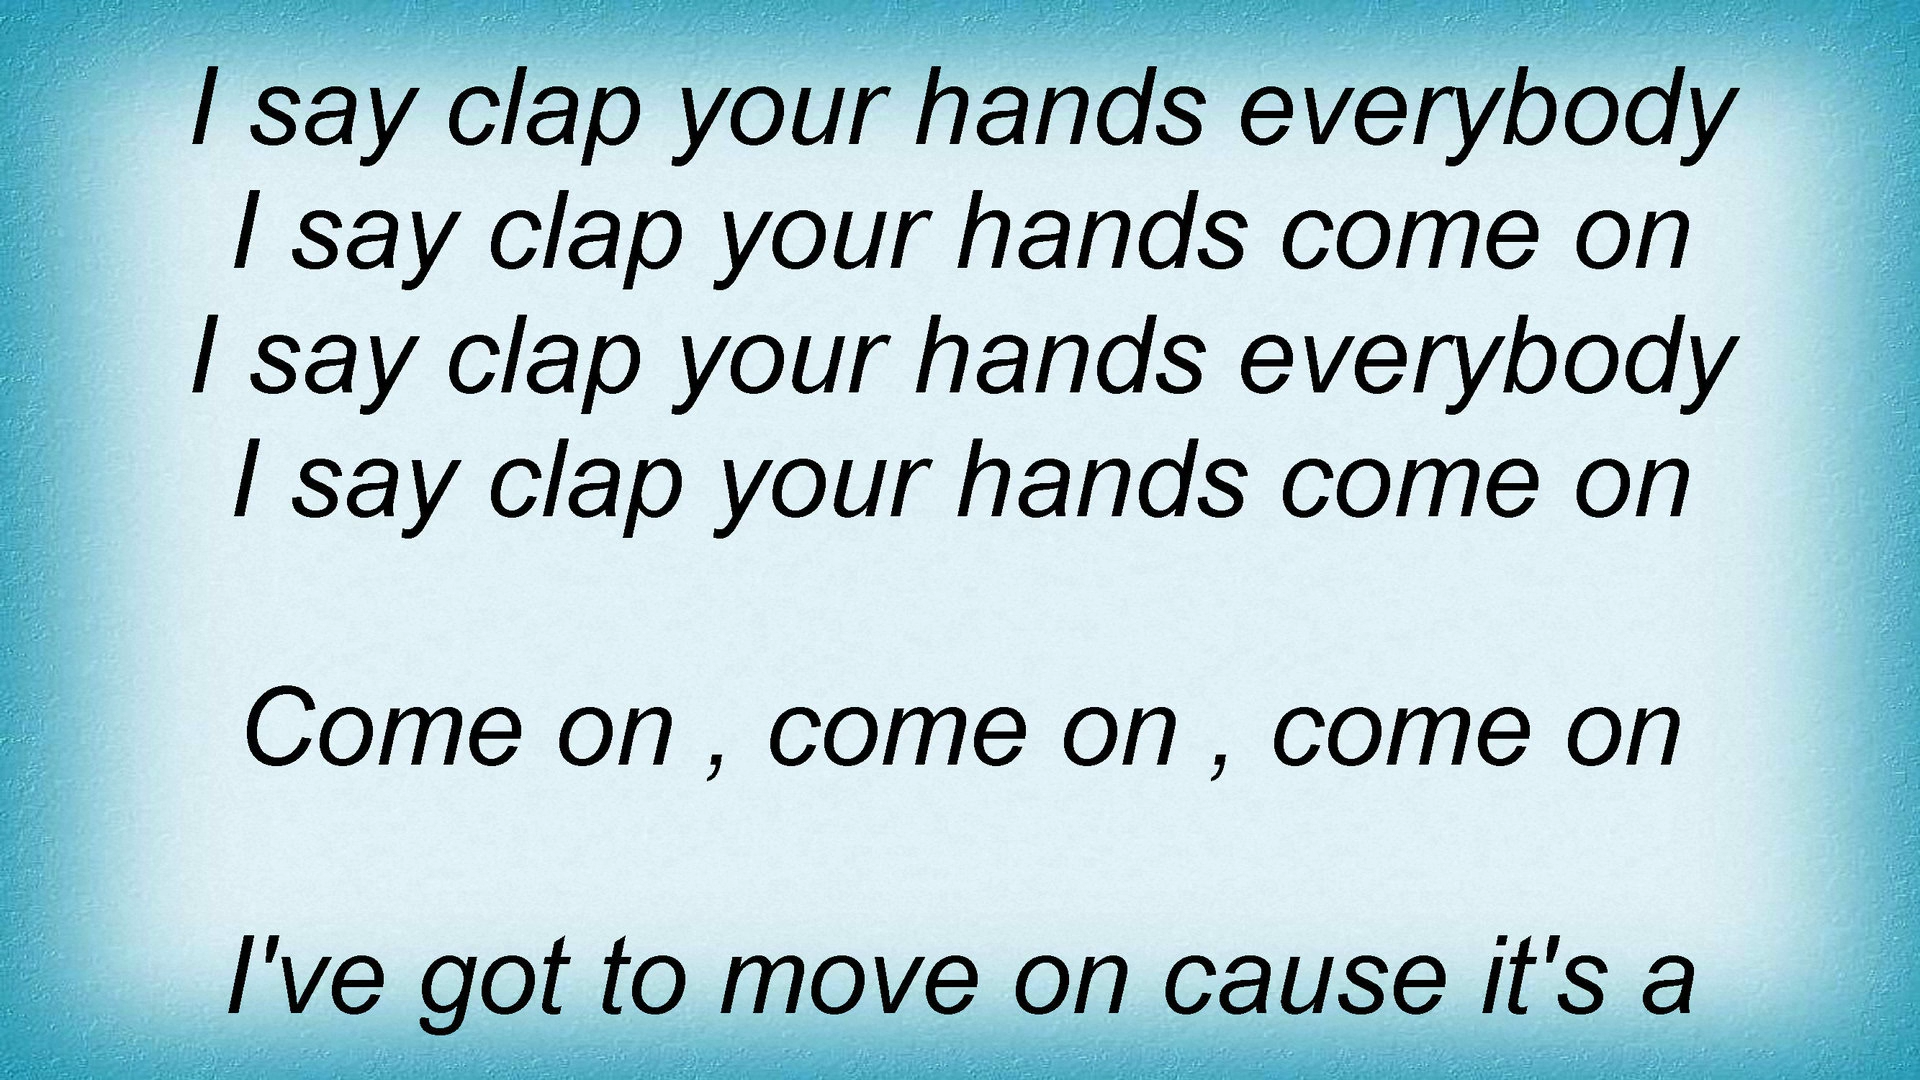 I say clap your hands everybody
I say clap your hands come on
I say clap your hands everybody
I say clap your hands come on
Come on , come on , come on
I've got to move on cause it's a